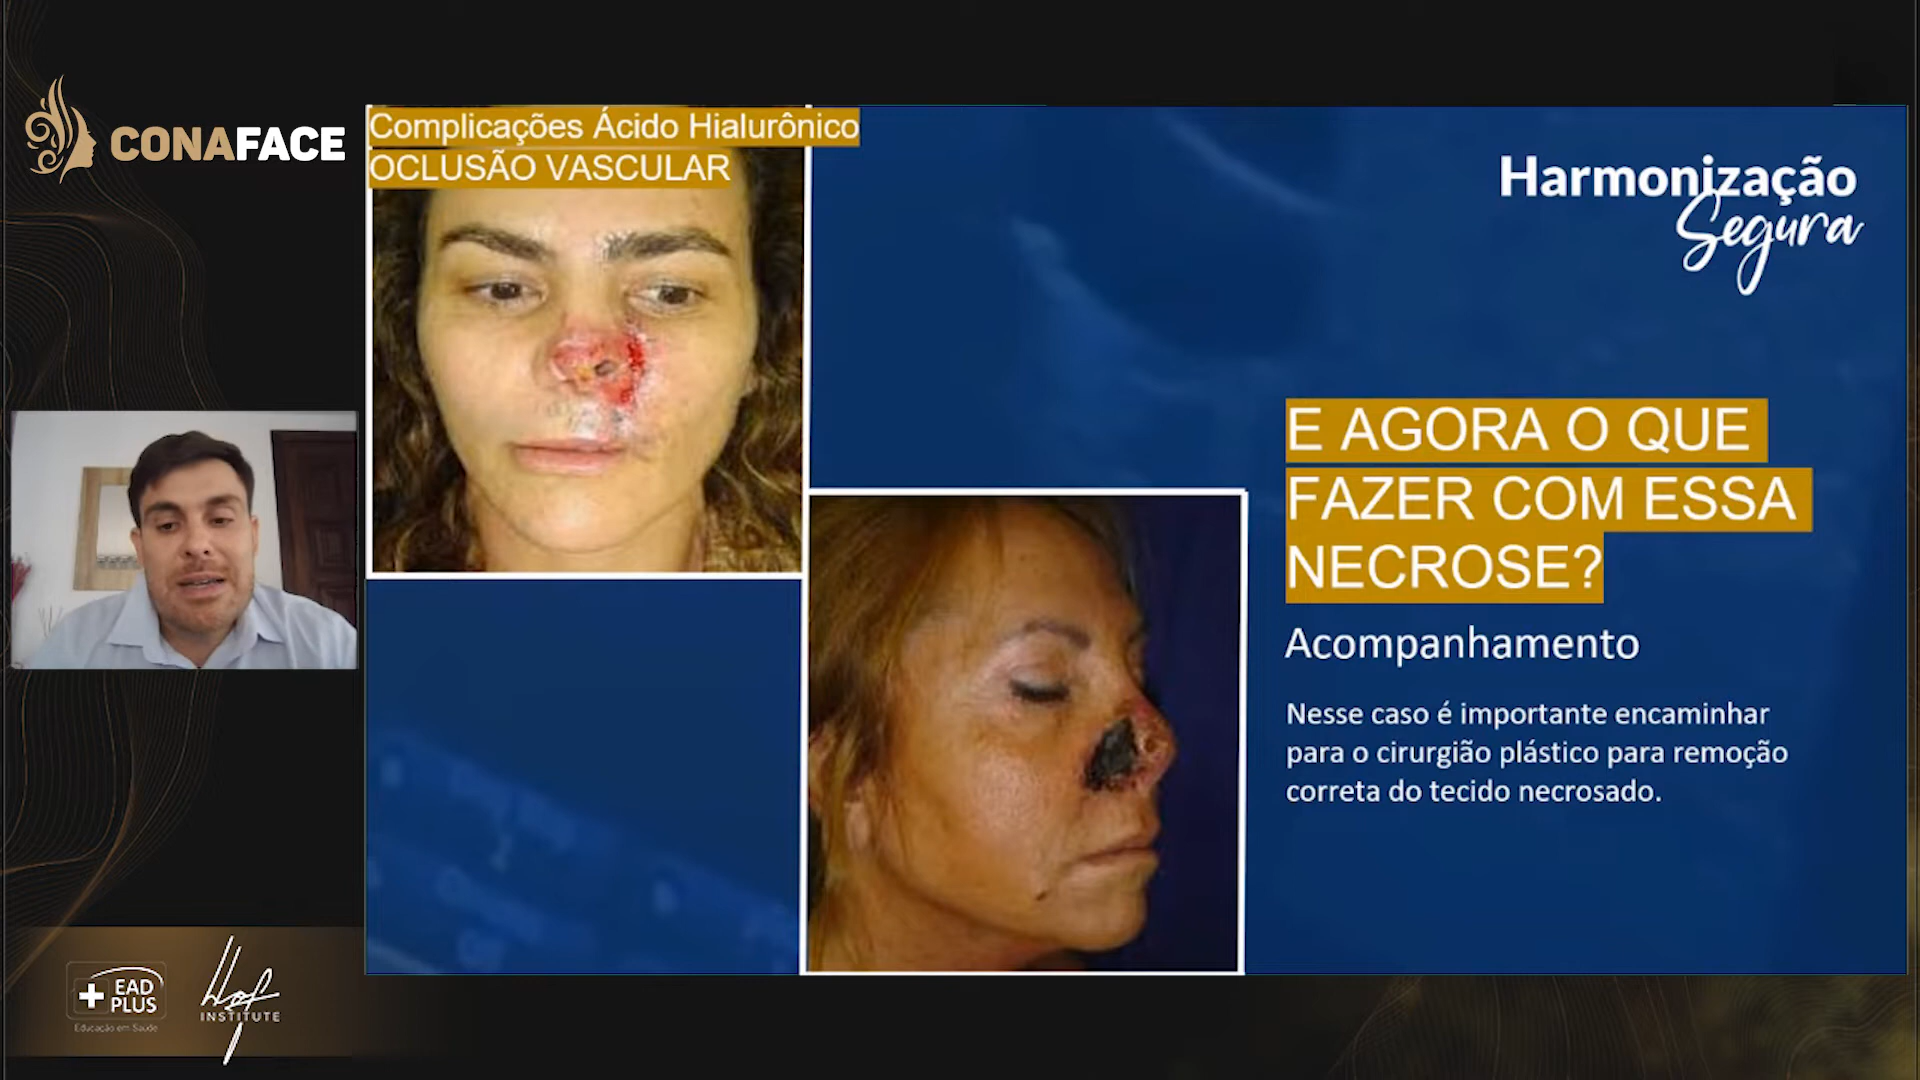 CONAFACE
Complicações Ácido Hialurônico
OCLUSÃO VASCULAR
Harmonização
Segura
E AGORA O QUE
FAZER COM ESSA
NECROSE?
Acompanhamento
Nesse caso é importante encaminhar
para o cirurgião plástico para remoção
correta do tecido necrosado.
EAD
PLUS
Educação em Saúde
Hof
INSTITUTE